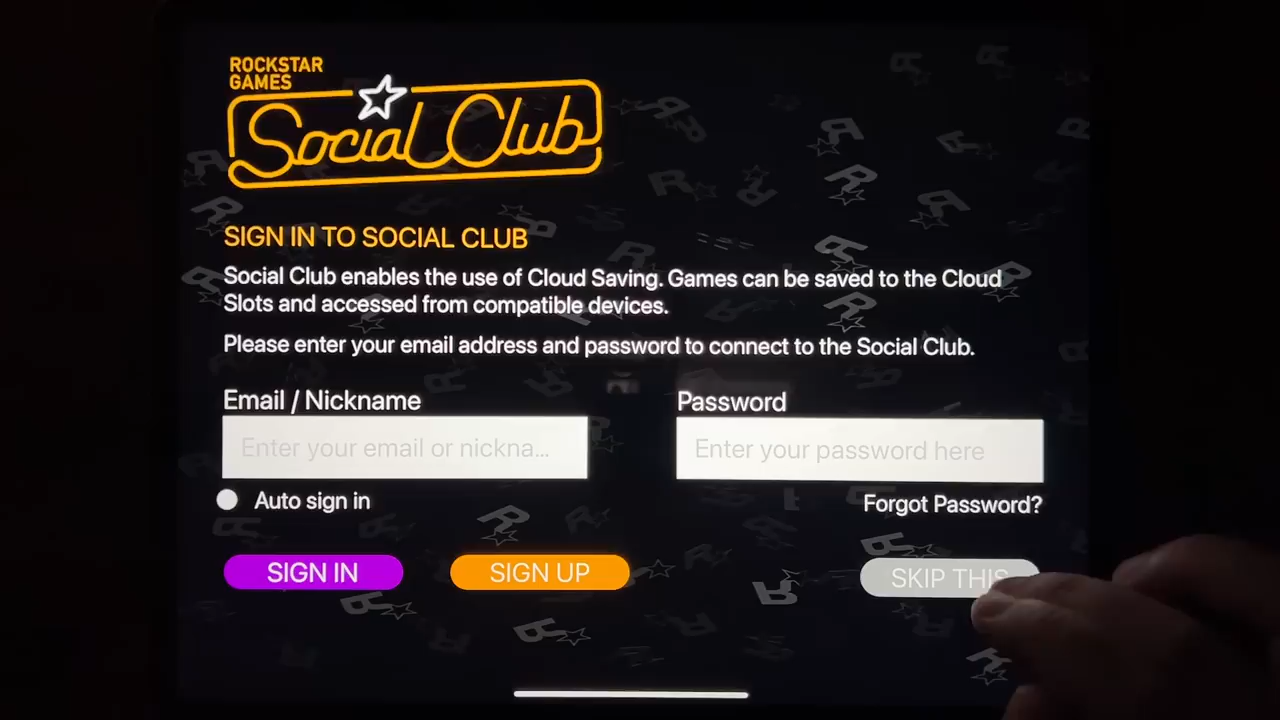 ROCKSTAR
GAMES
Social Club
SIGN IN TO SOCIAL CLUB
Social Club enables the use of Cloud Saving. Games can be saved to the Cloud
Slots and accessed from compatible devices.
Please enter your email address and password to connect to the Social Club.
Email / Nickname
Password
Enter your email or nickna...
Enter your password here
Auto sign in
Forgot Password?
SIGN IN
SIGN UP
SKIP THIS